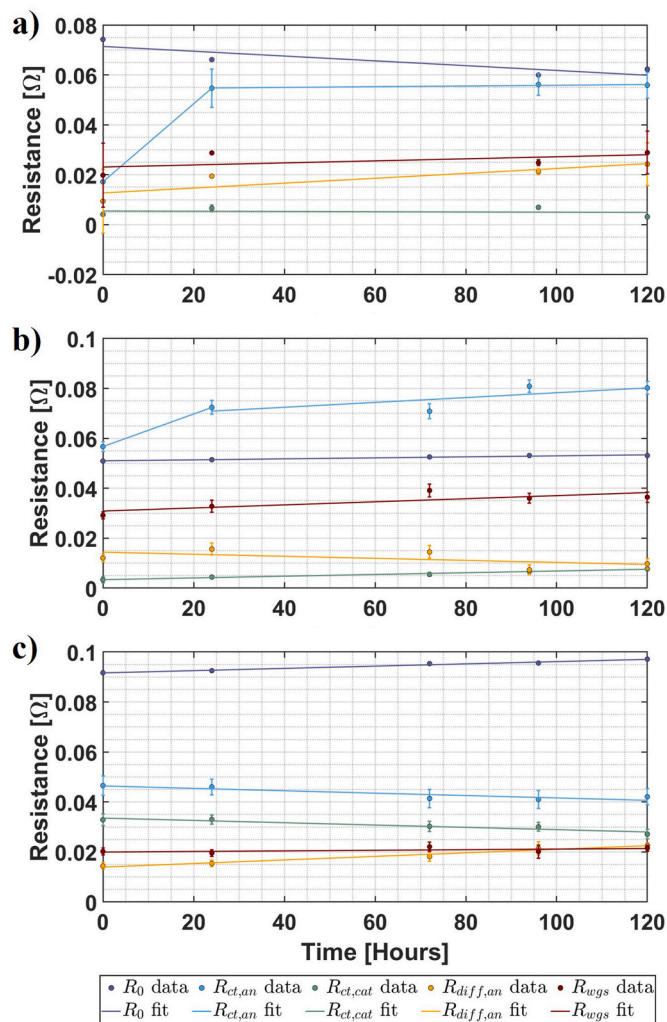 a)
0.08
0.06
0.04
0.02
0
-0.02
Resistance [Ω]
0 20 40 60 80 100 120
b)
0.1
0.08
0.06
0.04
0.02
0
Resistance [Ω]
0 20 40 60 80 100 120
c)
0.1
0.08
0.06
0.04
0.02
0
Resistance [Ω]
0 20 40 60 80 100 120
Time [Hours]
R0 data Rct,an data Rct,cat data Rdiff,an data Rwgs data
R0 fit Rct,an fit Rct,cat fit Rdiff,an fit Rwgs fit